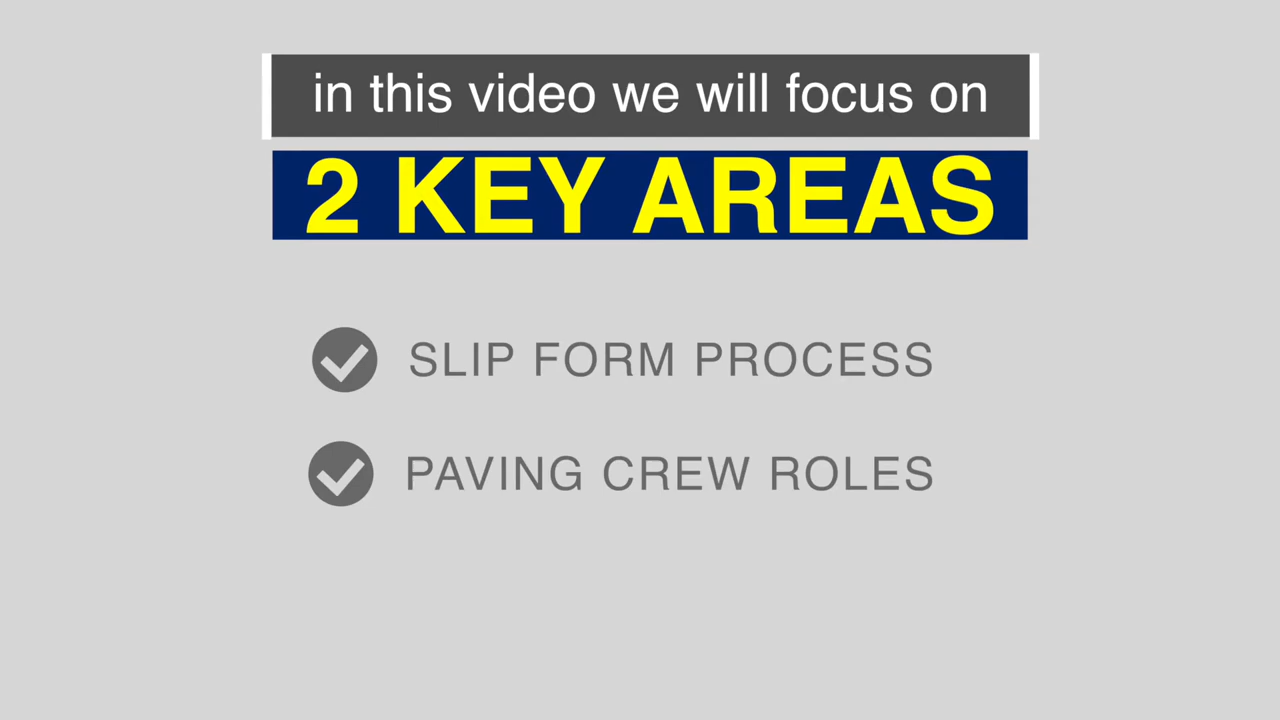 in this video we will focus on
2 KEY AREAS
SLIP FORM PROCESS
PAVING CREW ROLES